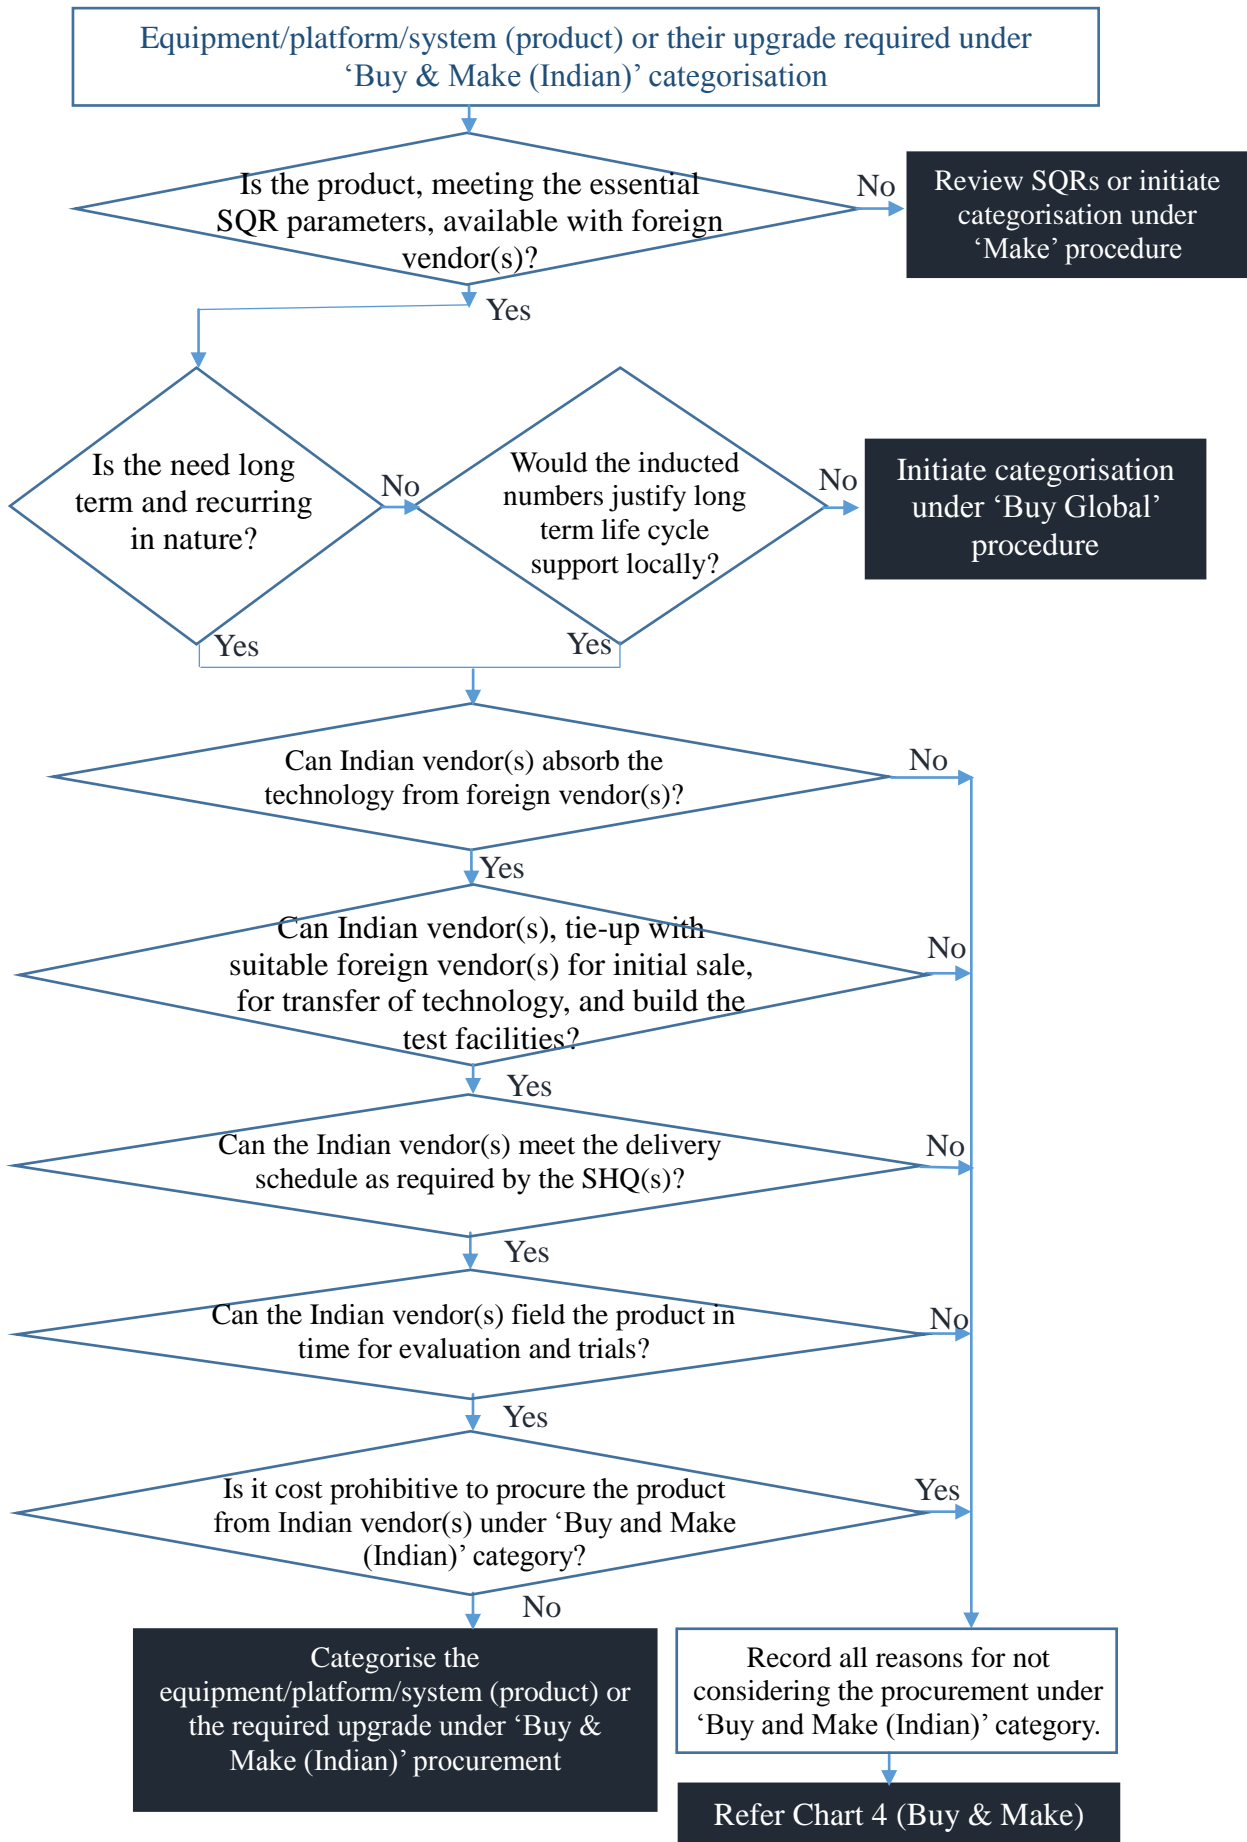 Equipment/platform/system (product) or their upgrade required under
‘Buy & Make (Indian)’ categorisation
Is the product, meeting the essential
SQR parameters, available with foreign
vendor(s)?
No
Review SQRs or initiate
categorisation under
‘Make’ procedure
Yes
Is the need long
term and recurring
in nature?
No
Would the inducted
numbers justify long
term life cycle
support locally?
No
Initiate categorisation
under ‘Buy Global’
procedure
Yes
Yes
Can Indian vendor(s) absorb the
technology from foreign vendor(s)?
No
Yes
Can Indian vendor(s), tie-up with
suitable foreign vendor(s) for initial sale,
for transfer of technology, and build the
test facilities?
No
Yes
Can the Indian vendor(s) meet the delivery
schedule as required by the SHQ(s)?
No
Yes
Can the Indian vendor(s) field the product in
time for evaluation and trials?
No
Yes
Is it cost prohibitive to procure the product
from Indian vendor(s) under ‘Buy and Make
(Indian)’ category?
Yes
No
Categorise the
equipment/platform/system (product) or
the required upgrade under ‘Buy &
Make (Indian)’ procurement
Record all reasons for not
considering the procurement under
‘Buy and Make (Indian)’ category.
Refer Chart 4 (Buy & Make)